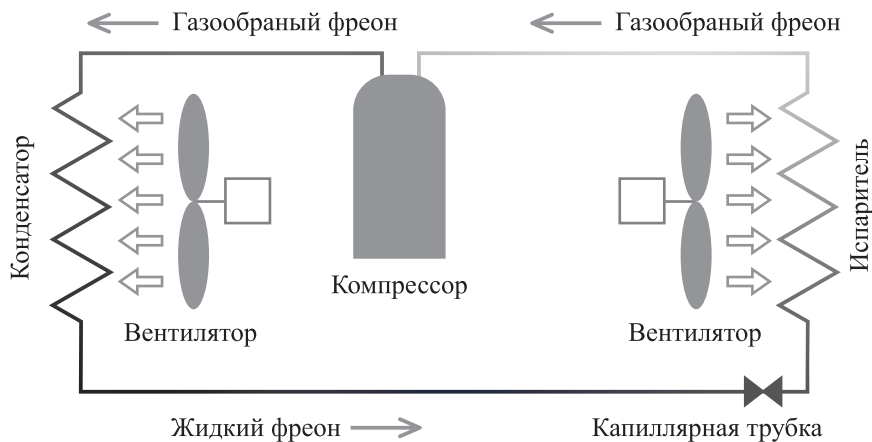 Газообраный фреон
Газообраный фреон
Конденсатор
Испаритель
Компрессор
Вентилятор
Вентилятор
Жидкий фреон
Капиллярная трубка